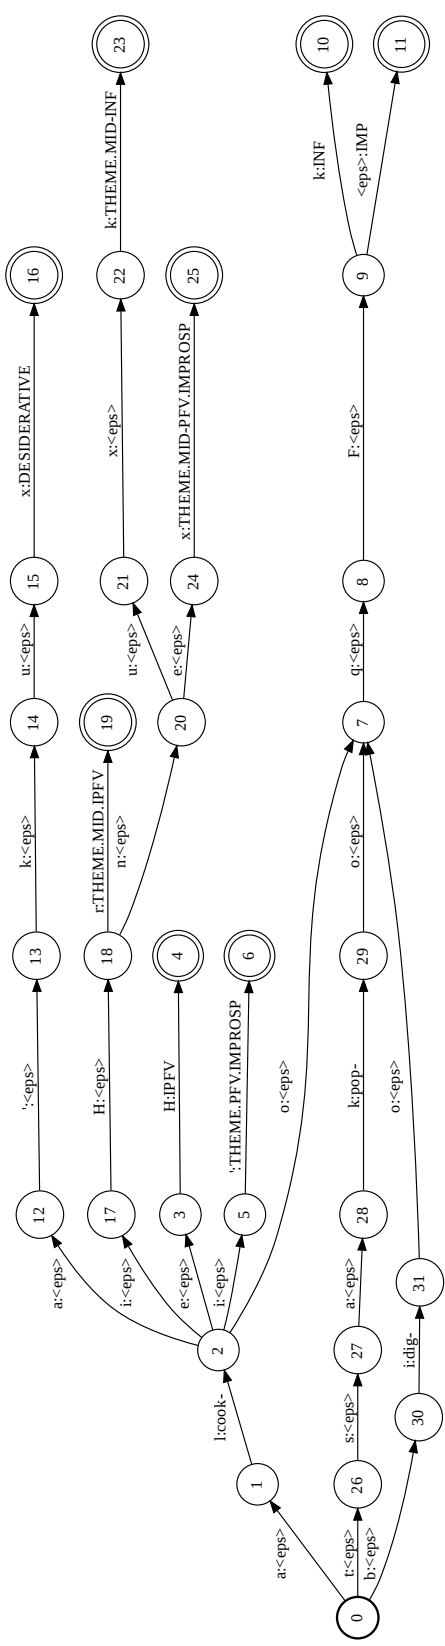 0
a:<eps>
t:<eps>
b:<eps>
1
26
30
l:cook-
s:<eps>
i:dig-
2
27
31
a:<eps>
i:<eps>
e:<eps>
i:<eps>
o:<eps>
a:<eps>
o:<eps>
12
17
3
5
28
':<eps>
H:<eps>
H:IPFV
':THEME.PFV.IMPROSP
k:pop-
13
18
4
6
29
k:<eps>
r:THEME.MID.IPFV
n:<eps>
o:<eps>
14
19
20
7
u:<eps>
u:<eps>
e:<eps>
q:<eps>
15
21
24
8
x:DESIDERATIVE
x:<eps>
x:THEME.MID-PFV.IMPROSP
F:<eps>
16
22
25
9
k:THEME.MID-INF
k:INF
<eps>:IMP
23
10
11